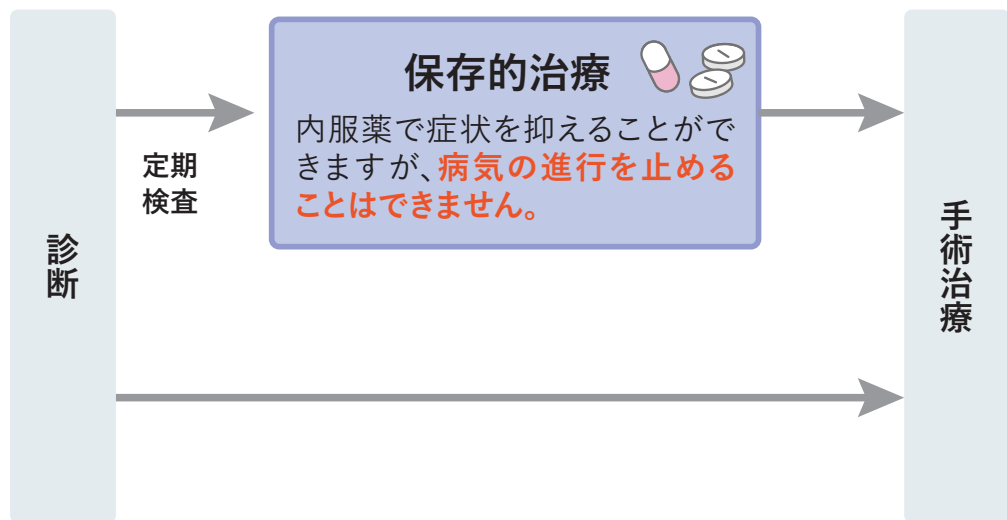 診断
定期
検査
保存的治療
内服薬で症状を抑えることがで
きますが、病気の進行を止める
ことはできません。
手術治療